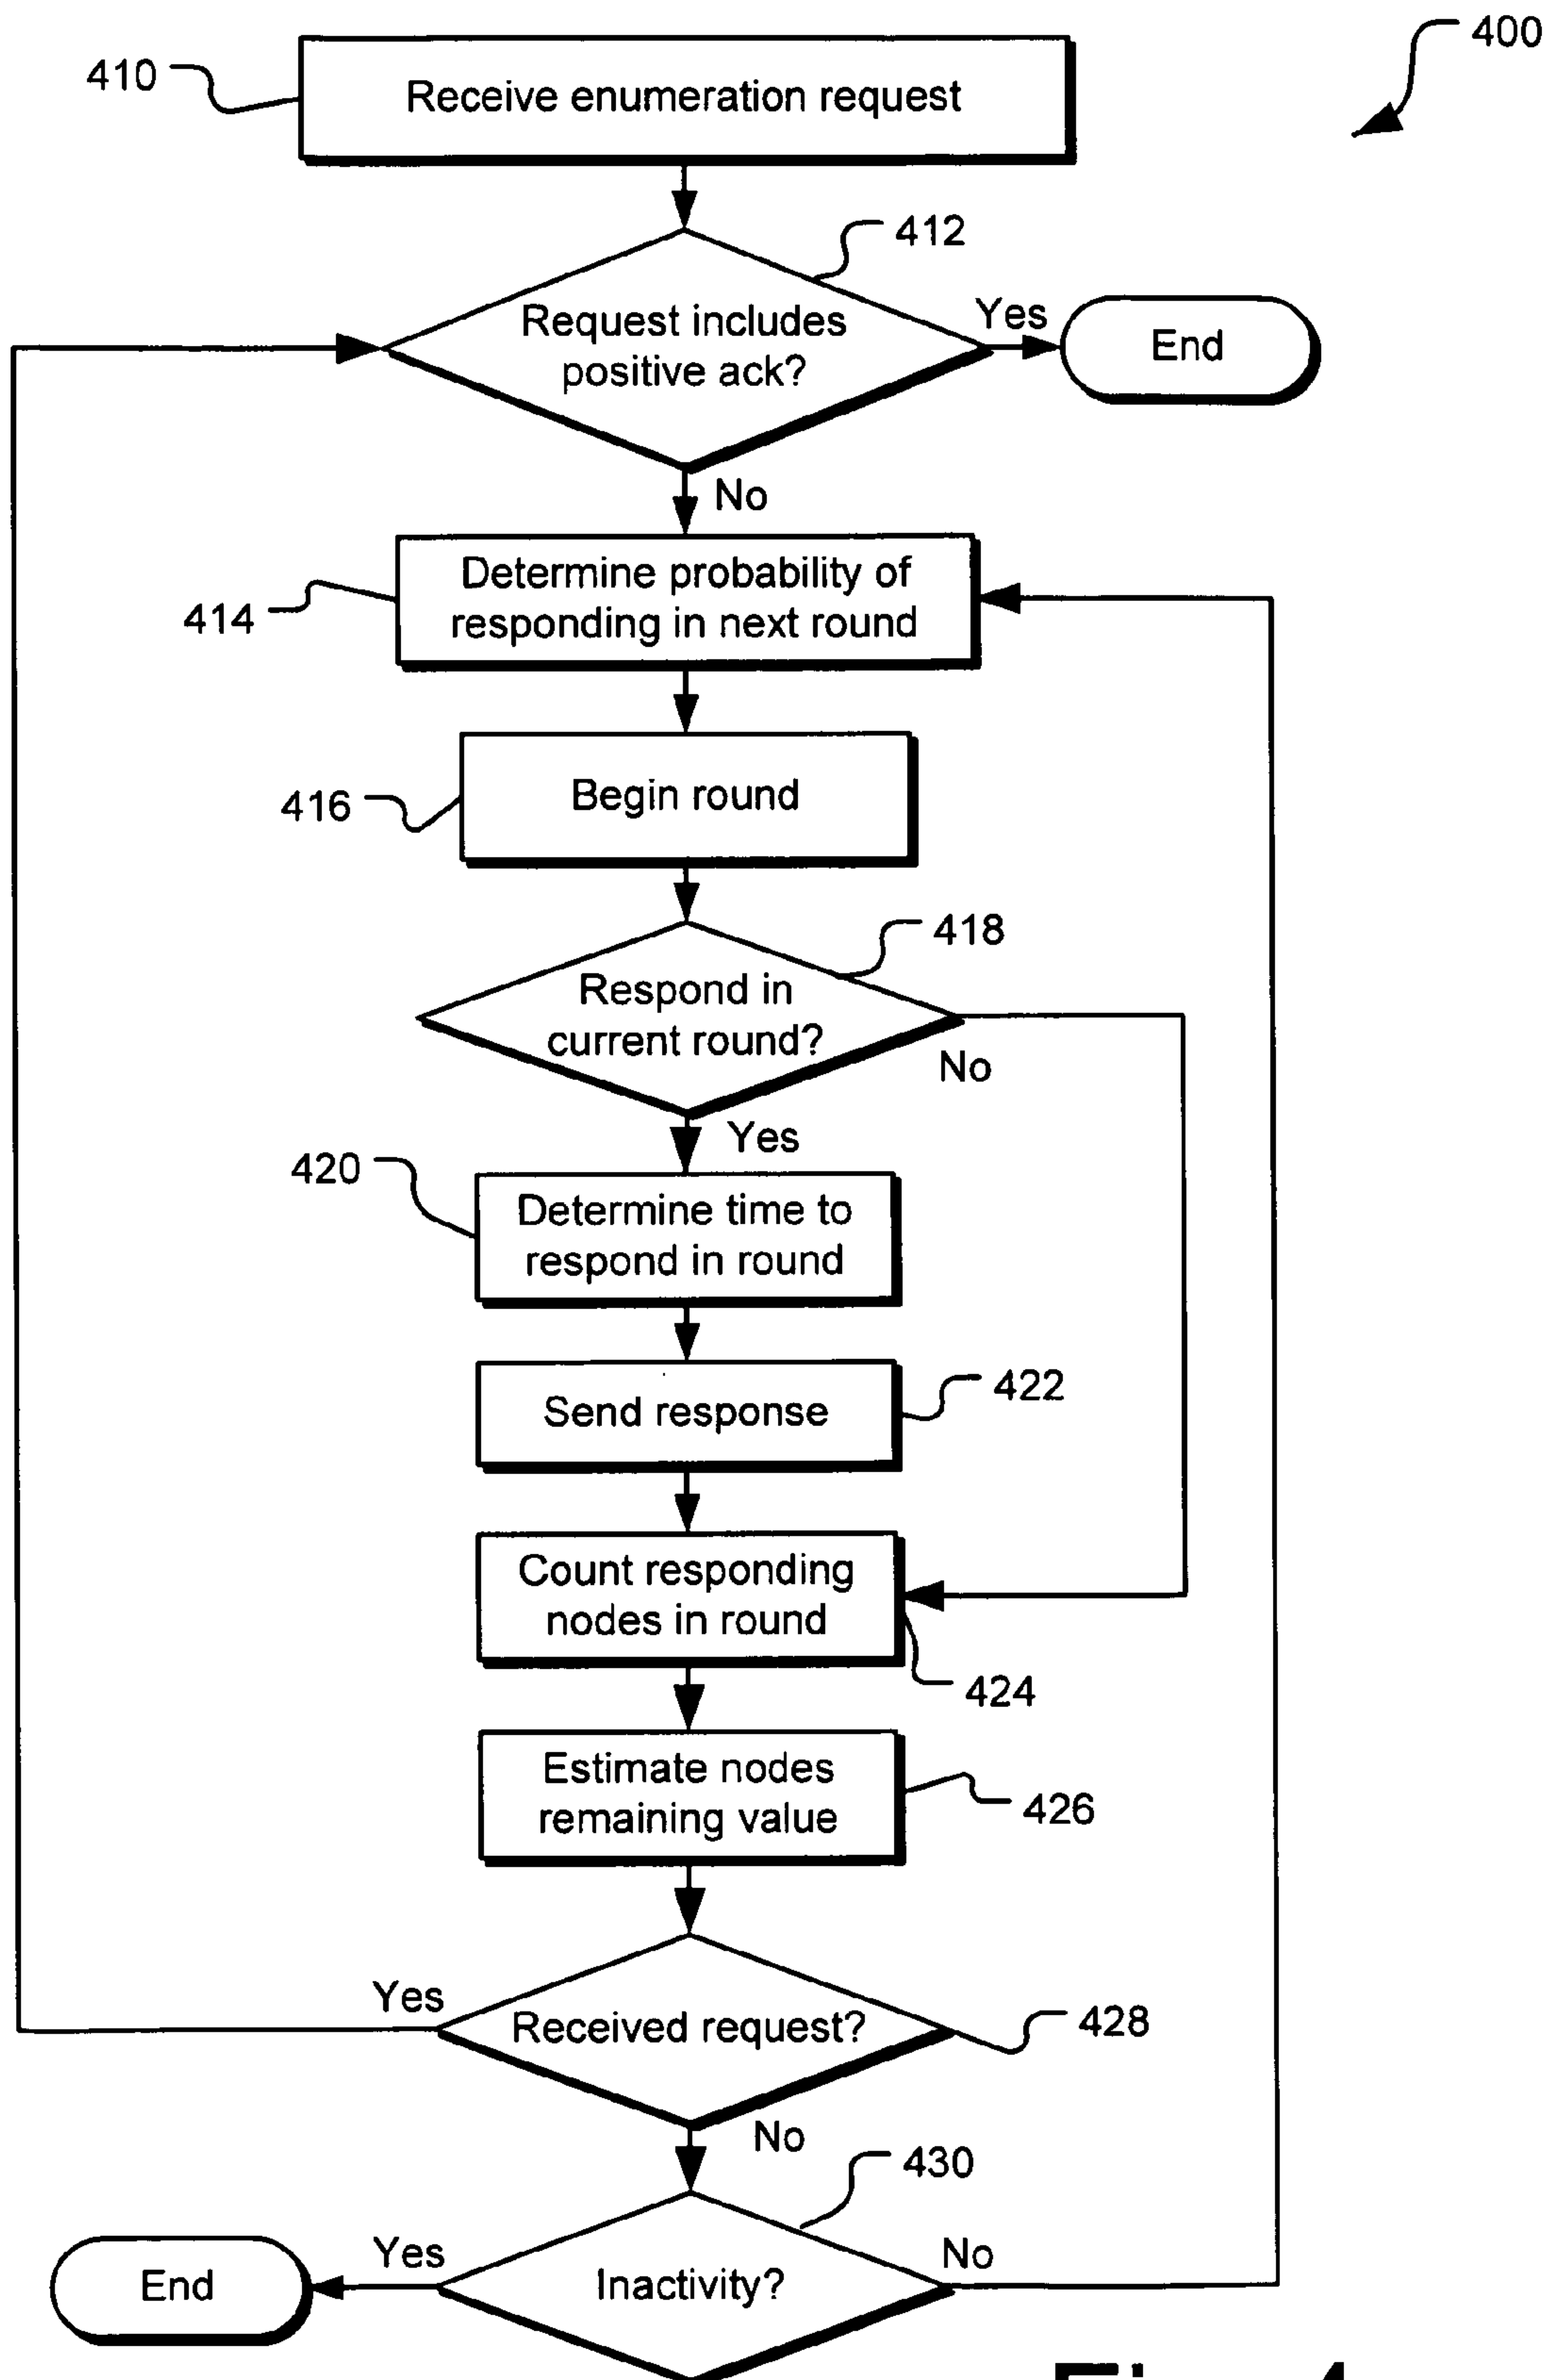 400
410
Receive enumeration request
412
Request includes
positive ack?
Yes
End
No
Determine probability of
responding in next round
414
Begin round
416
418
Respond in
current round?
No
Yes
420
Determine time to
respond in round
422
Send response
Count responding
nodes in round
424
Estimate nodes
remaining value
426
Yes
Received request?
428
No
430
Yes
No
End
Inactivity?